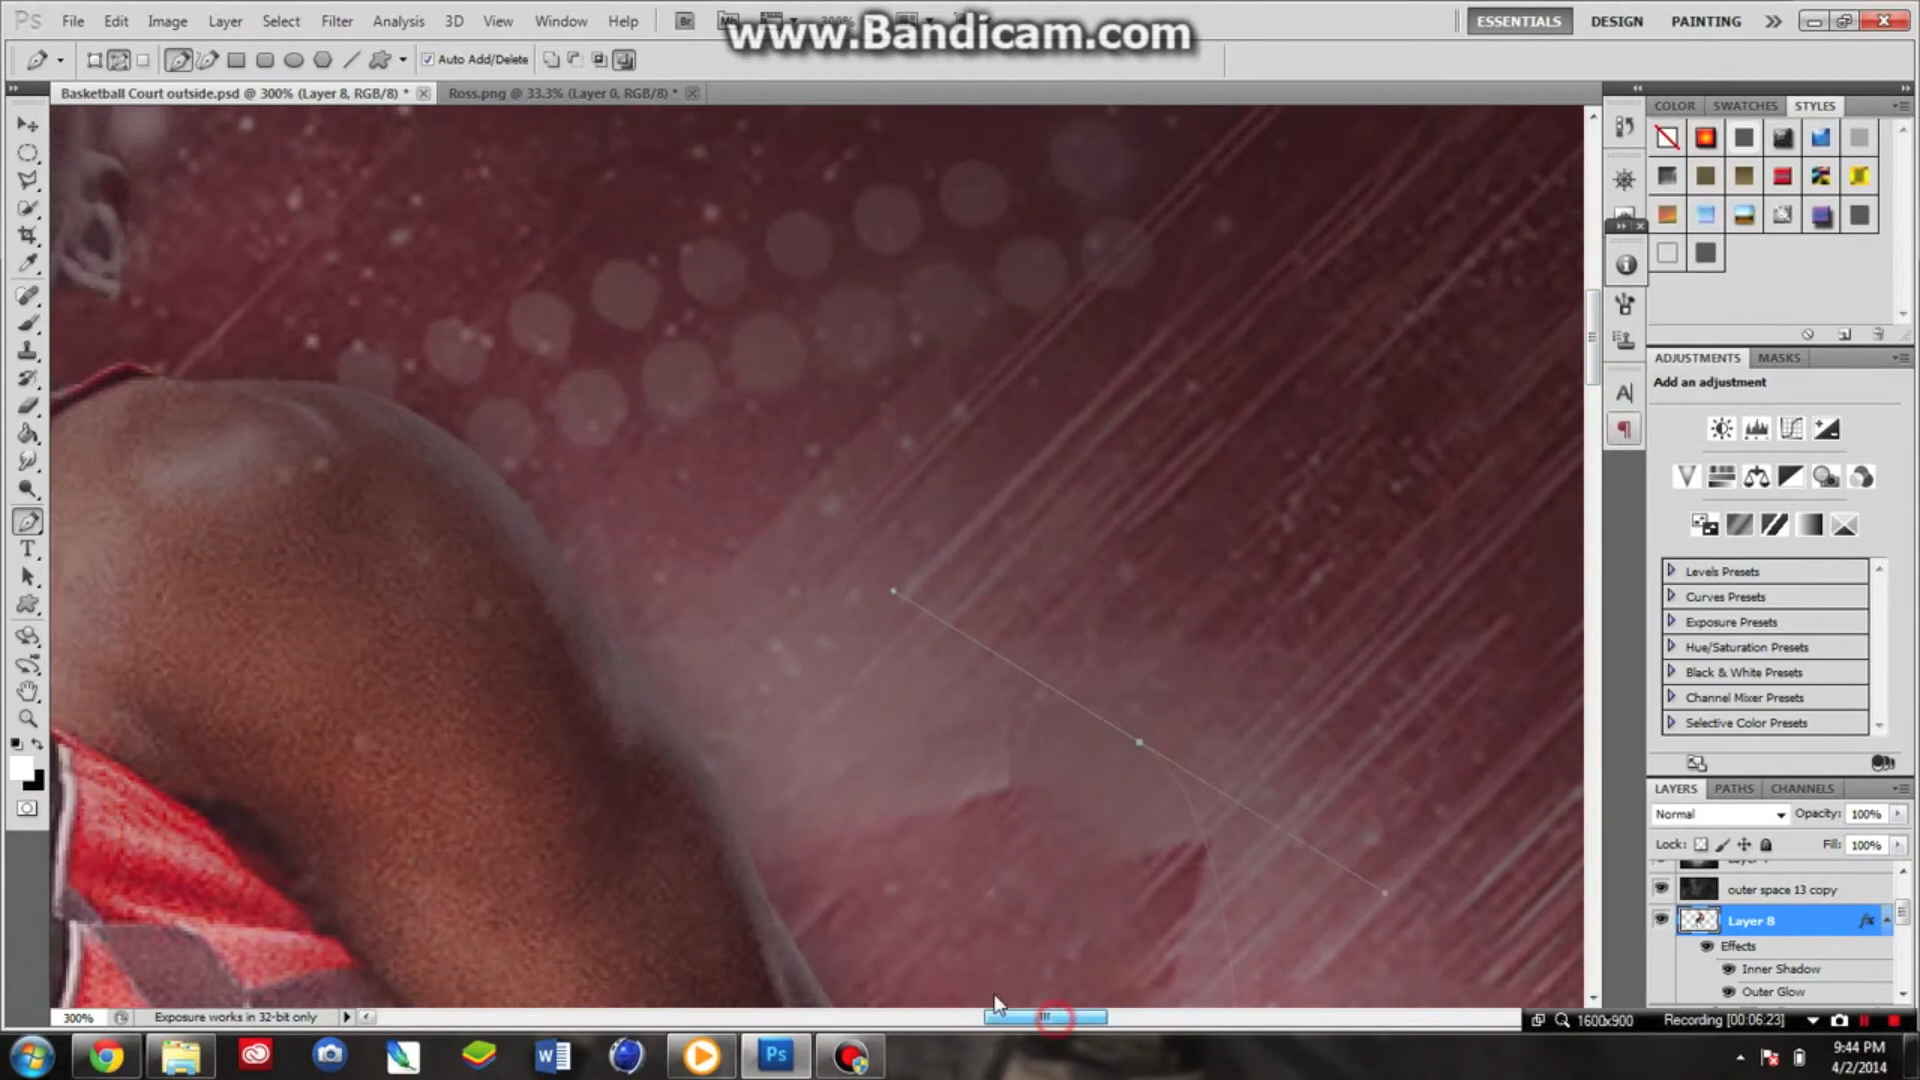 Ps File Edit Image Layer Select Filter Analysis 3D View Window Help Br
www.Bandicam.com
ESSENTIALS DESIGN PAINTING
Auto Add/Delete
Basketball Court outside.psd @ 300% (Layer 8, RGB/8) *
Ross.png @ 33.3% (Layer 0, RGB/8) *
COLOR SWATCHES STYLES
ADJUSTMENTS MASKS
Add an adjustment
Levels Presets
Curves Presets
Exposure Presets
Hue/Saturation Presets
Black & White Presets
Channel Mixer Presets
Selective Color Presets
LAYERS PATHS CHANNELS
Normal Opacity: 100%
Lock: Fill: 100%
outer space 13 copy
Layer 8 fx
Effects
Inner Shadow
Outer Glow
300% Exposure works in 32-bit only
1600x900 Recording [00:06:23]
Ps
9:44 PM
4/2/2014